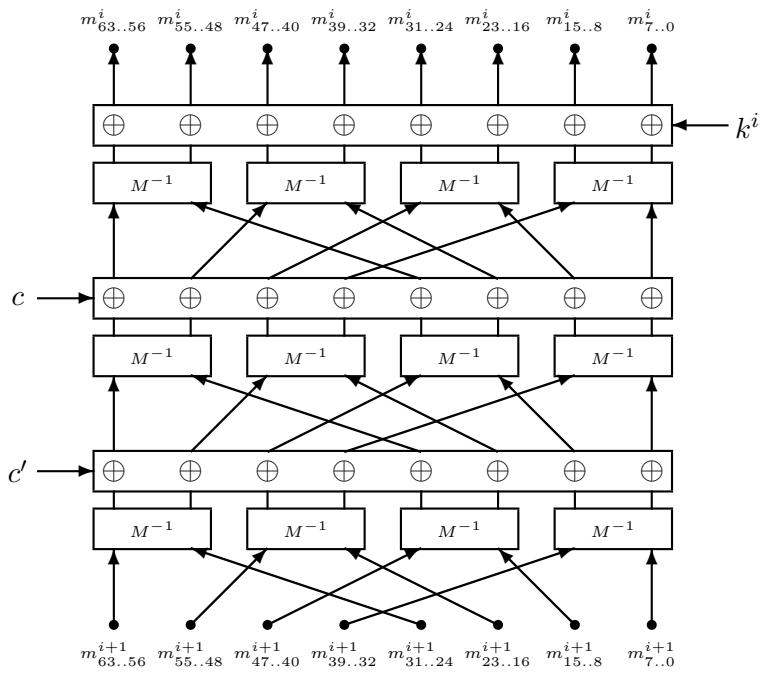 m^i_{63..56} m^i_{55..48} m^i_{47..40} m^i_{39..32} m^i_{31..24} m^i_{23..16} m^i_{15..8} m^i_{7..0}
⊕ ⊕ ⊕ ⊕ ⊕ ⊕ ⊕ ⊕ k^i
M^{-1} M^{-1} M^{-1} M^{-1}
c ⊕ ⊕ ⊕ ⊕ ⊕ ⊕ ⊕ ⊕
M^{-1} M^{-1} M^{-1} M^{-1}
c′ ⊕ ⊕ ⊕ ⊕ ⊕ ⊕ ⊕ ⊕
M^{-1} M^{-1} M^{-1} M^{-1}
m^{i+1}_{63..56} m^{i+1}_{55..48} m^{i+1}_{47..40} m^{i+1}_{39..32} m^{i+1}_{31..24} m^{i+1}_{23..16} m^{i+1}_{15..8} m^{i+1}_{7..0}